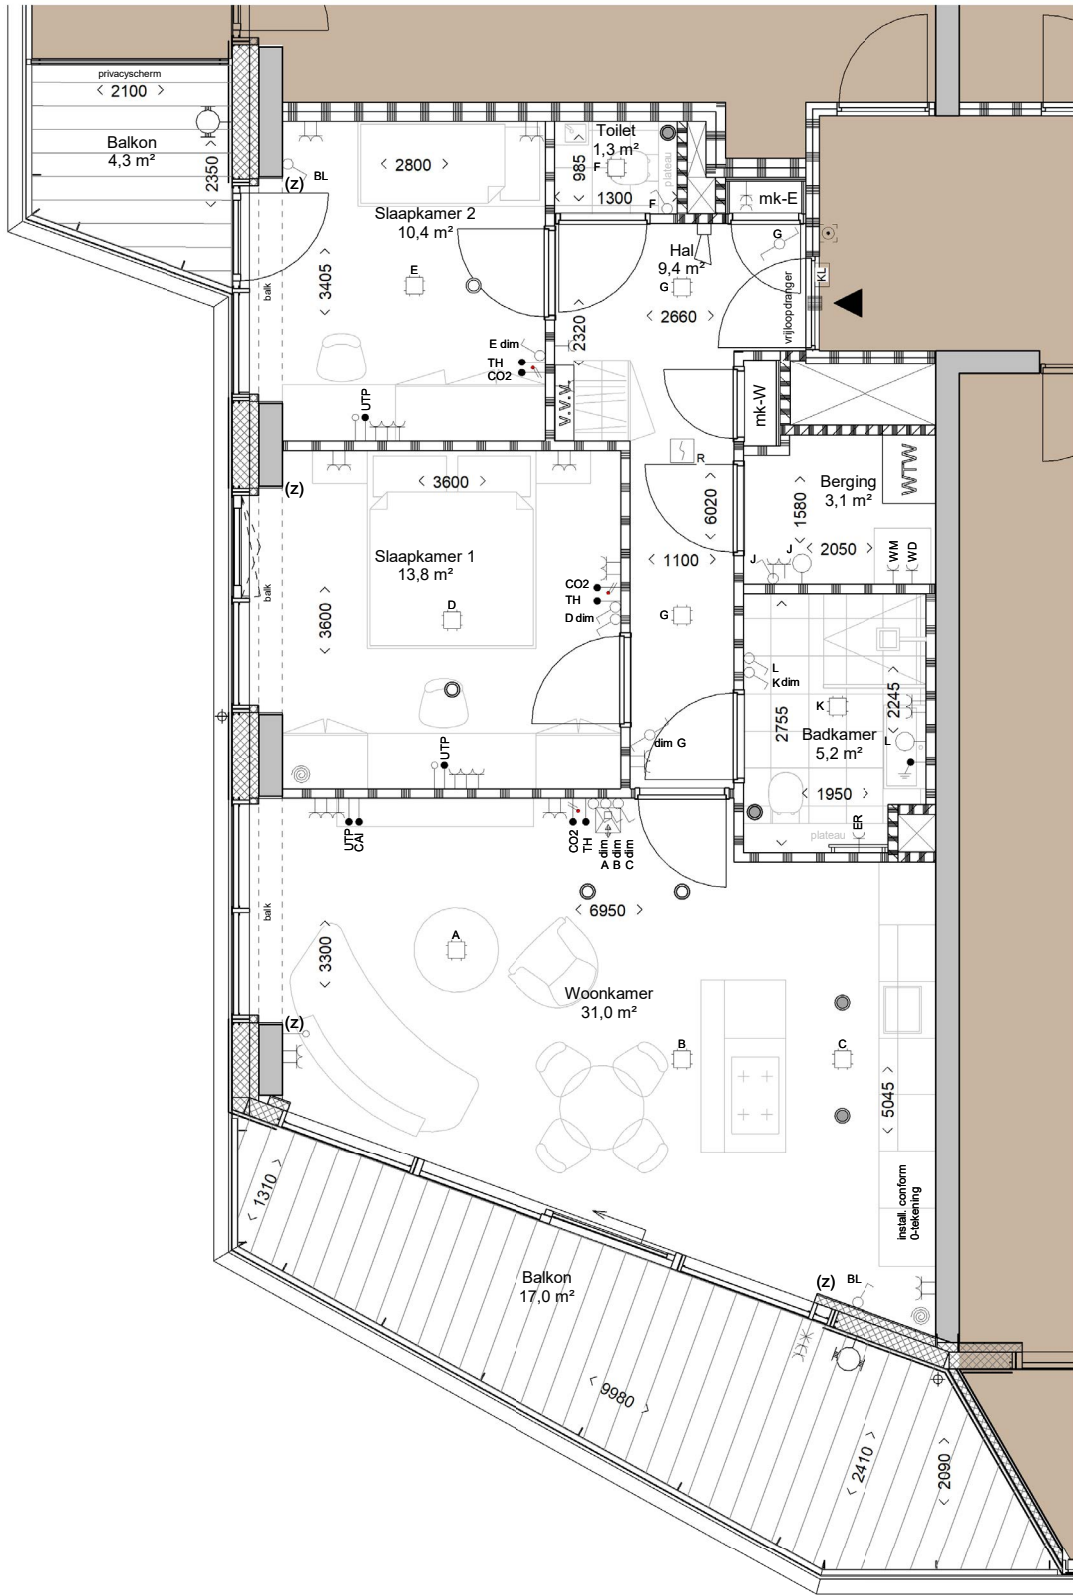 privacyscherm
2100
Balkon
4,3 m²
2350
(z)
BL
2800
Slaapkamer 2
10,4 m²
balk
3405
E
E dim
TH
CO2
UTP
Toilet
1,3 m²
985
F
plateau
1300
F
mk-E
Hal
9,4 m²
G
G
2660
2320
vrijloopdranger
KL
V.V.V.
mk-W
R
(z)
3600
Slaapkamer 1
13,8 m²
balk
3600
D
CO2
TH
D dim
UTP
6020
1100
G
dim G
Berging
3,1 m²
WTW
1580
2050
J
J
WM
WD
L
K dim
2755
K
2245
Badkamer
5,2 m²
L
1950
plateau
ER
UTP
CAI
CO2
TH
A dim
B dim
C dim
6950
balk
3300
A
Woonkamer
31,0 m²
(z)
B
C
5045
install. conform
0-tekening
1310
Balkon
17,0 m²
(z)
BL
9980
2410
2090